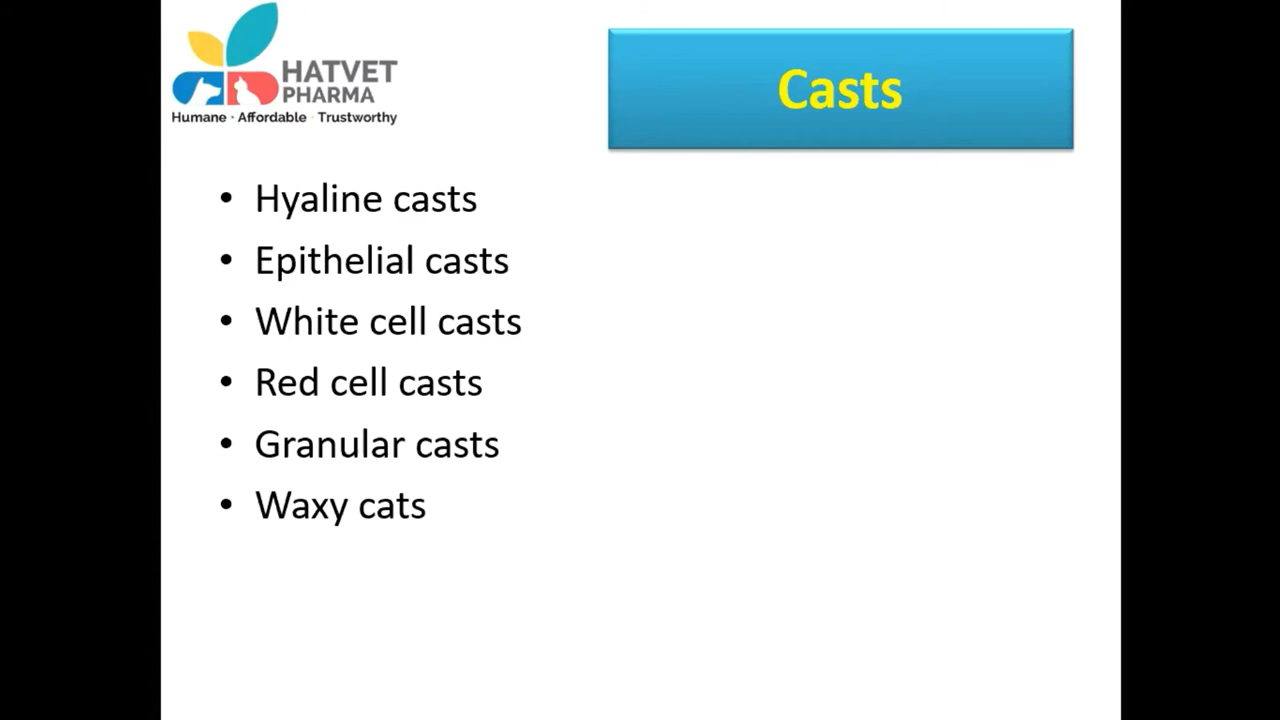 HATVET
PHARMA
Humane · Affordable · Trustworthy
Casts
• Hyaline casts
• Epithelial casts
• White cell casts
• Red cell casts
• Granular casts
• Waxy cats